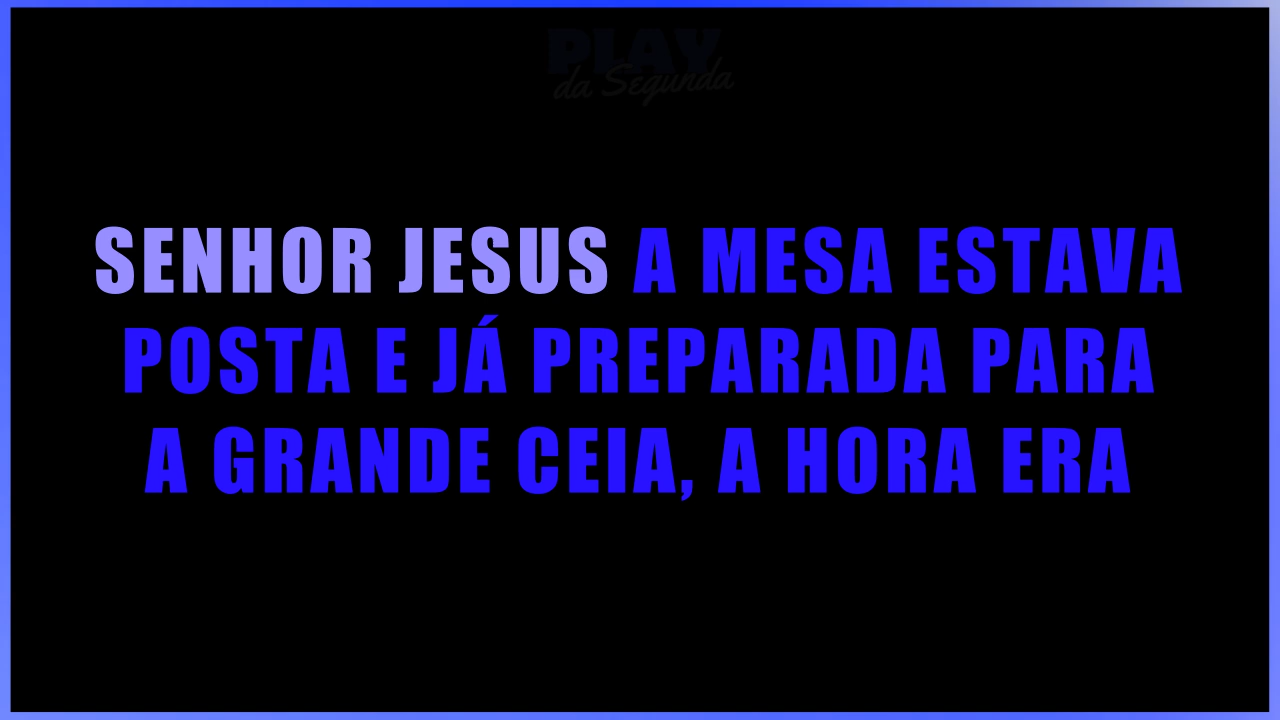 PLAY
da Segunda
SENHOR JESUS A MESA ESTAVA
POSTA E JÁ PREPARADA PARA
A GRANDE CEIA, A HORA ERA